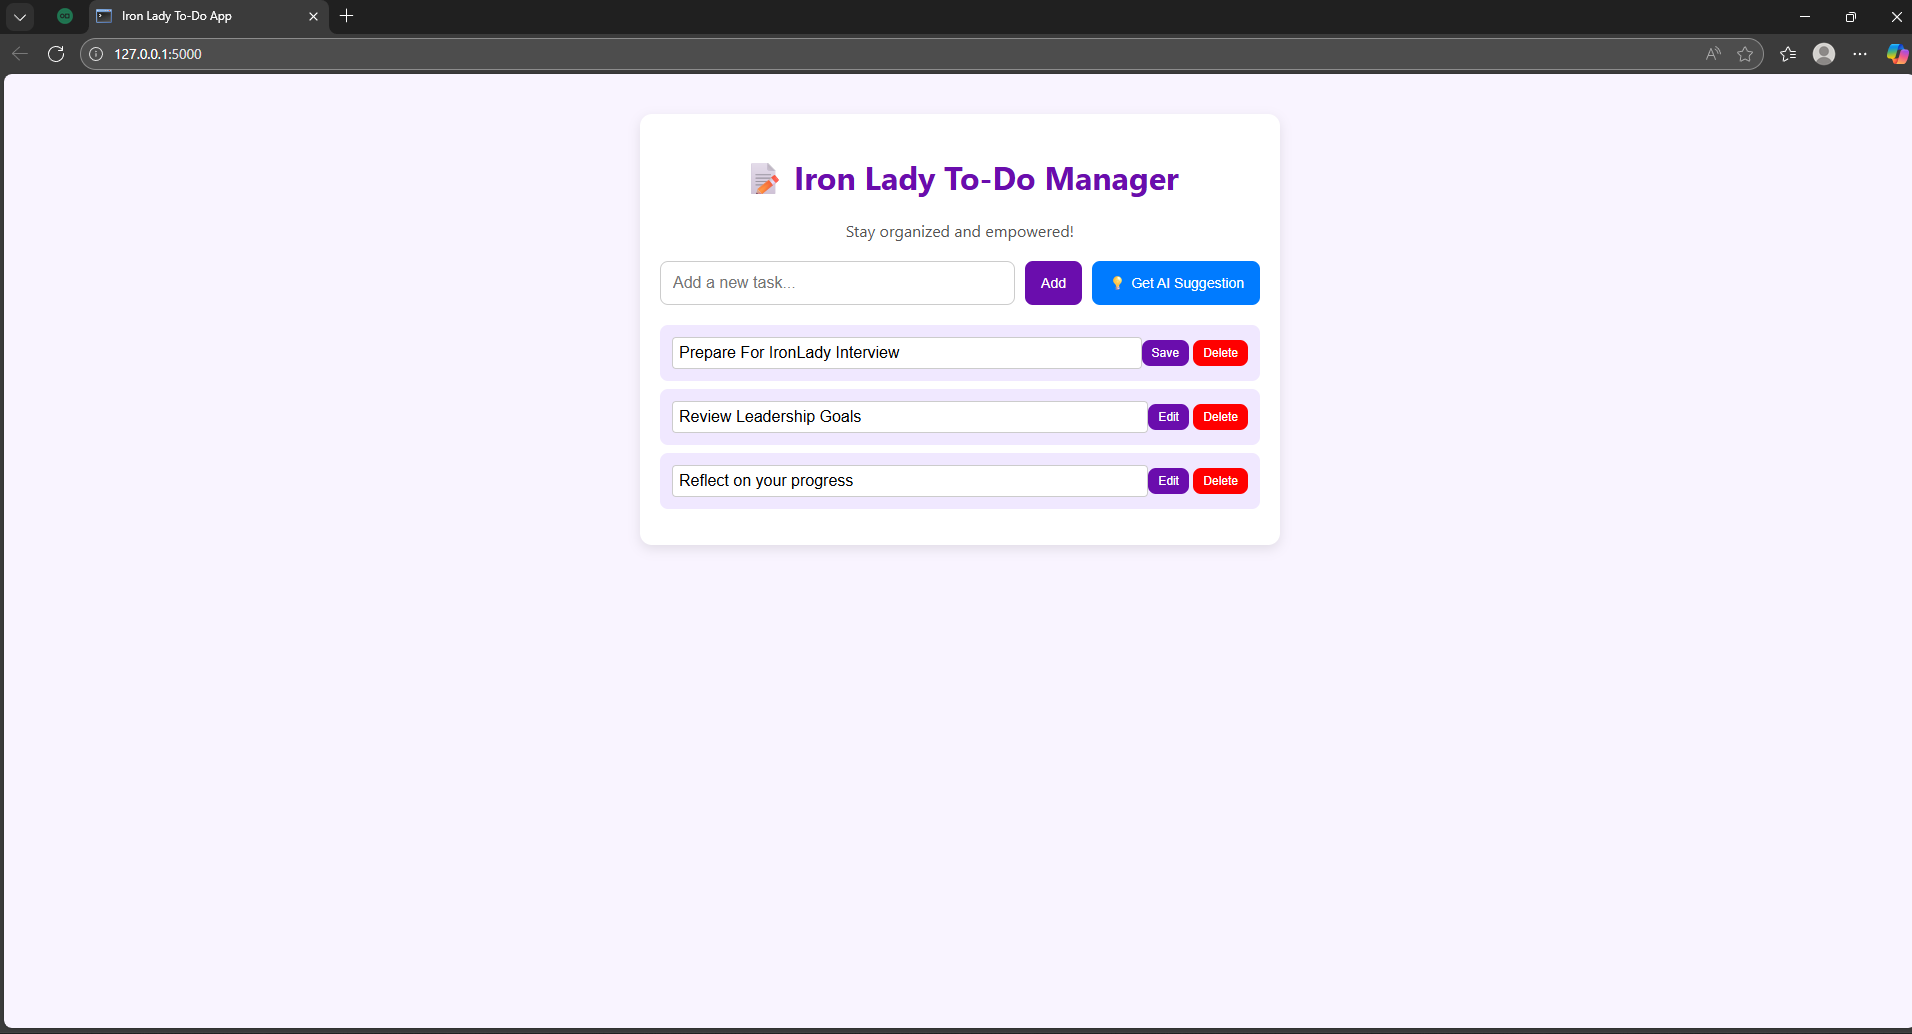 Iron Lady To-Do App
127.0.0.1:5000
Iron Lady To-Do Manager
Stay organized and empowered!
Add a new task... Add Get AI Suggestion
Prepare For IronLady Interview Save Delete
Review Leadership Goals Edit Delete
Reflect on your progress Edit Delete